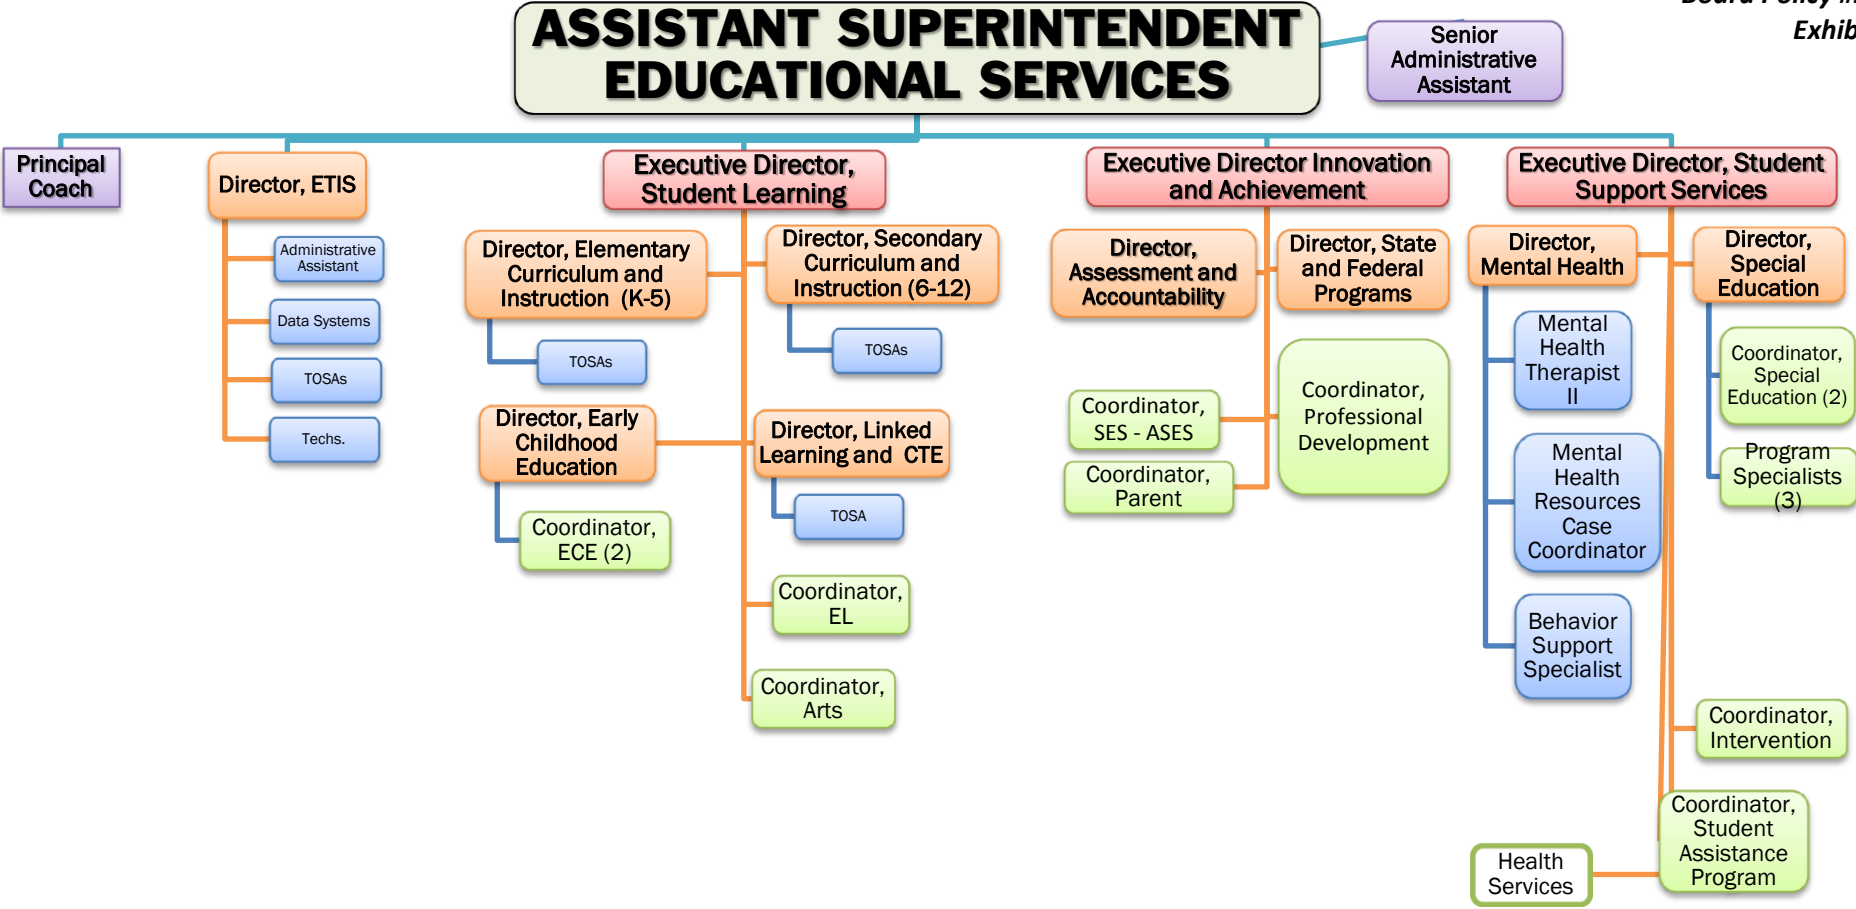 Board Policy
Exhib
ASSISTANT SUPERINTENDENT
EDUCATIONAL SERVICES
Senior
Administrative
Assistant
Principal
Coach
Director, ETIS
Administrative
Assistant
Data Systems
TOSAs
Techs.
Executive Director,
Student Learning
Director, Elementary
Curriculum and
Instruction (K-5)
TOSAs
Director, Secondary
Curriculum and
Instruction (6-12)
TOSAs
Director, Early
Childhood
Education
Coordinator,
ECE (2)
Director, Linked
Learning and CTE
TOSA
Coordinator,
EL
Coordinator,
Arts
Executive Director Innovation
and Achievement
Director,
Assessment and
Accountability
Director, State
and Federal
Programs
Coordinator,
SES - ASES
Coordinator,
Professional
Development
Coordinator,
Parent
Executive Director, Student
Support Services
Director,
Mental Health
Mental
Health
Therapist
II
Mental
Health
Resources
Case
Coordinator
Behavior
Support
Specialist
Director,
Special
Education
Coordinator,
Special
Education (2)
Program
Specialists
(3)
Coordinator,
Intervention
Coordinator,
Student
Assistance
Program
Health
Services